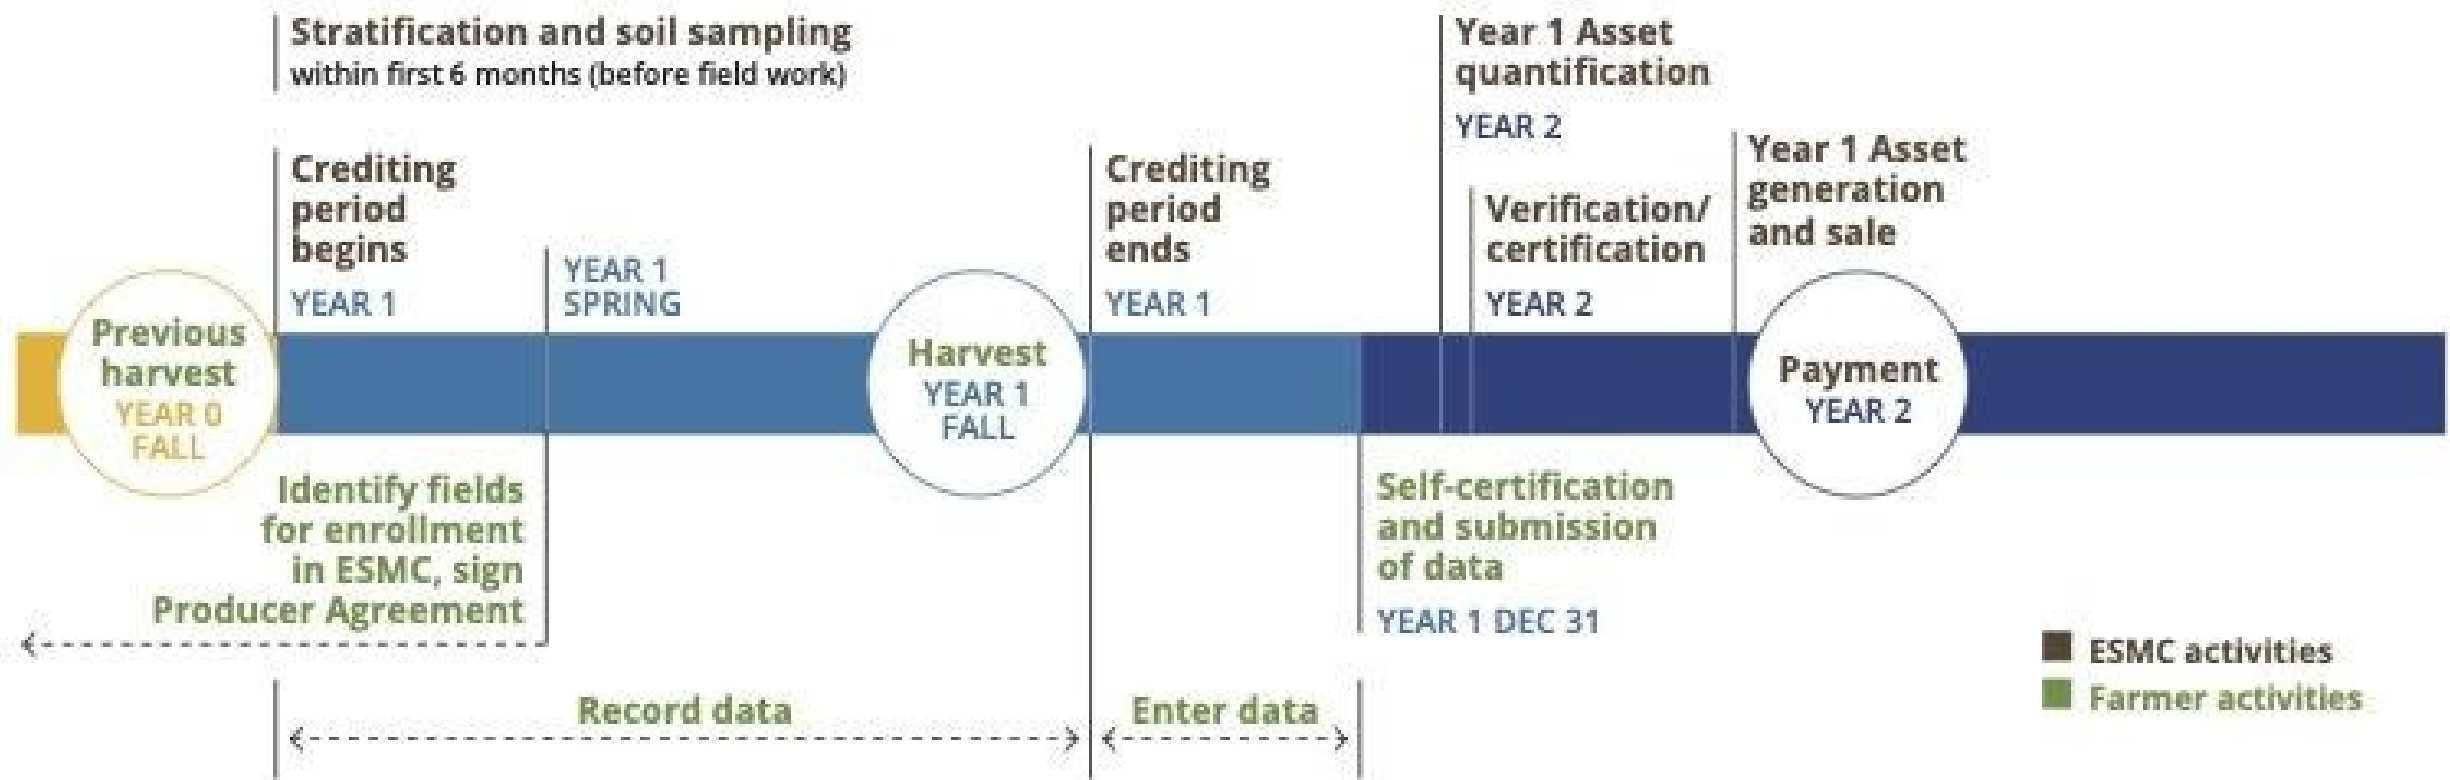 Stratification and soil sampling
within first 6 months (before field work)
Year 1 Asset
quantification
YEAR 2
Crediting
period
begins
YEAR 1
YEAR 1
SPRING
Crediting
period
ends
YEAR 1
Verification/
certification
YEAR 2
Year 1 Asset
generation
and sale
Previous
harvest
YEAR 0
FALL
Harvest
YEAR 1
FALL
Payment
YEAR 2
Identify fields
for enrollment
in ESMC, sign
Producer Agreement
Self-certification
and submission
of data
YEAR 1 DEC 31
Record data
Enter data
ESMC activities
Farmer activities